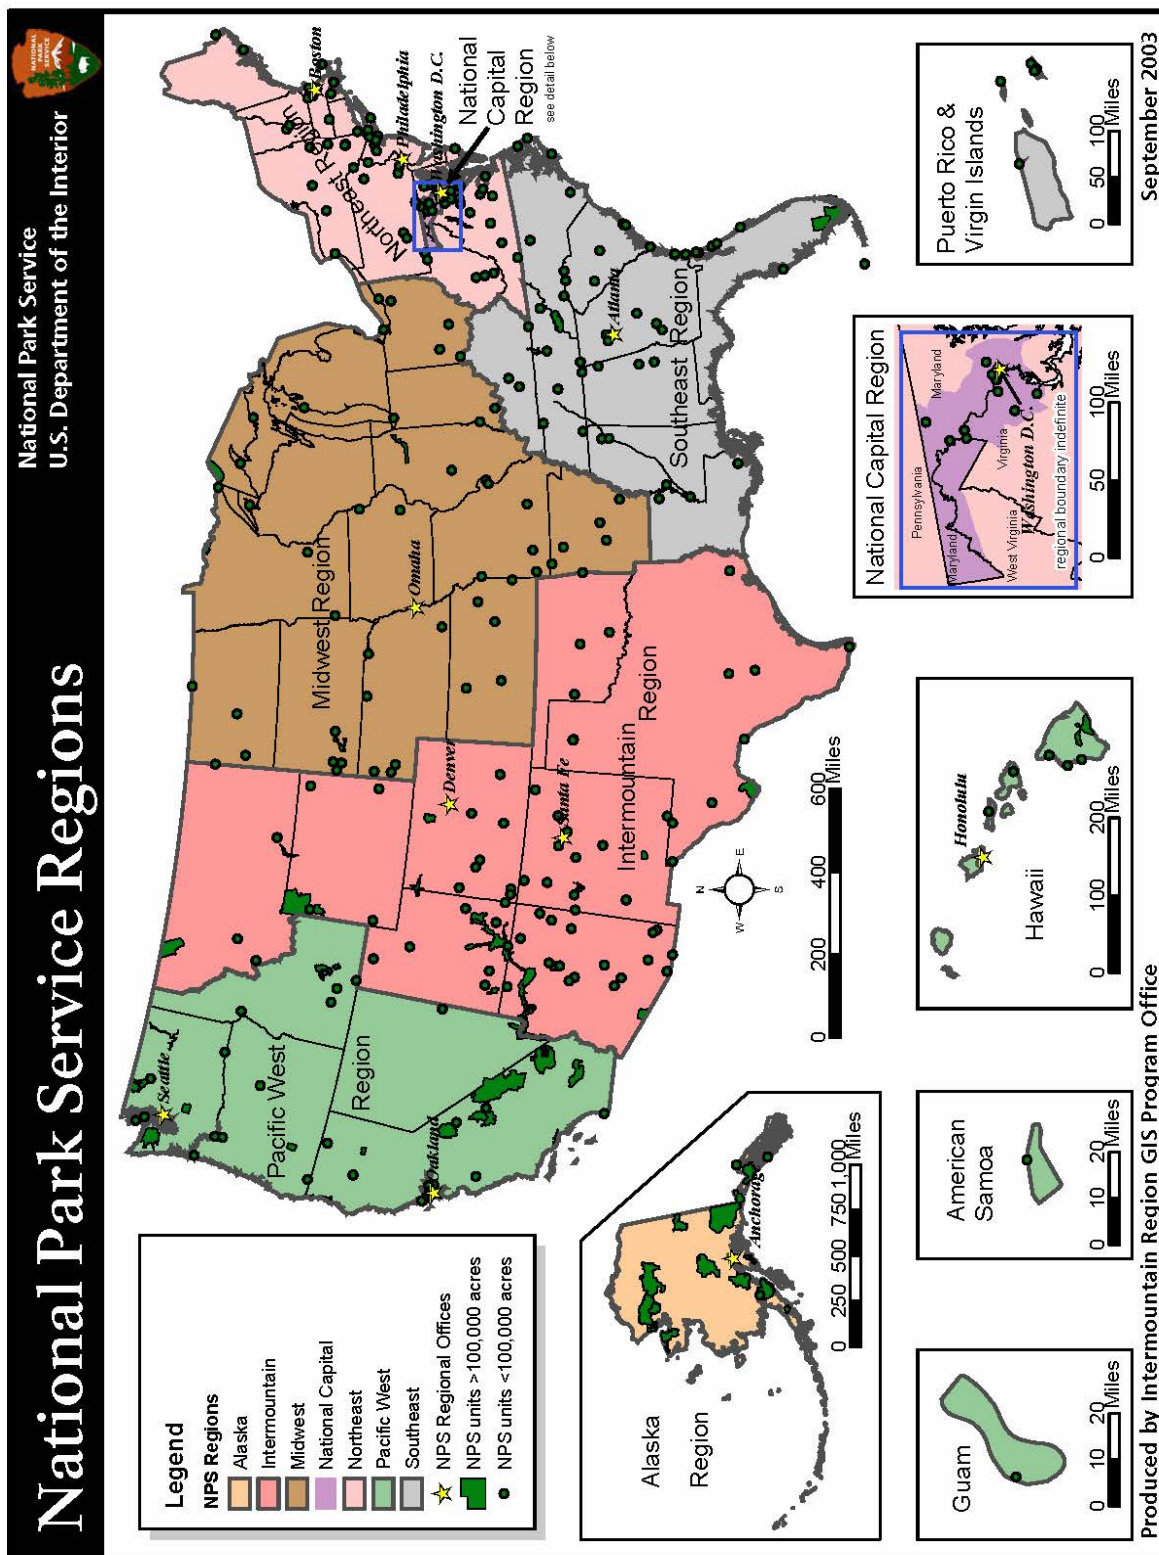 National Park Service Regions
National Park Service
U.S. Department of the Interior
NATIONAL
PARK
SERVICE
Seattle
Pacific West
Region
Oakland
Midwest Region
Omaha
Denver
Santa Fe
Intermountain
Region
Northeast Region
Boston
Philadelphia
Washington D.C.
National
Capital
Region
see detail below
Southeast Region
Atlanta
Legend
NPS Regions
Alaska
Intermountain
Midwest
National Capital
Northeast
Pacific West
Southeast
NPS Regional Offices
NPS units >100,000 acres
NPS units <100,000 acres
N
W E
S
0 200 400 600
Miles
Alaska
Region
Anchorag
0 250 500 750 1,000
Miles
National Capital Region
Pennsylvania
Maryland
Maryland
West Virginia
Virginia
Washington D.C.
regional boundary indefinite
0 50 100
Miles
Guam
0 10 20
Miles
American
Samoa
0 10 20
Miles
Hawaii
Honolulu
0 100 200
Miles
Puerto Rico &
Virgin Islands
0 50 100
Miles
Produced by Intermountain Region GIS Program Office
September 2003